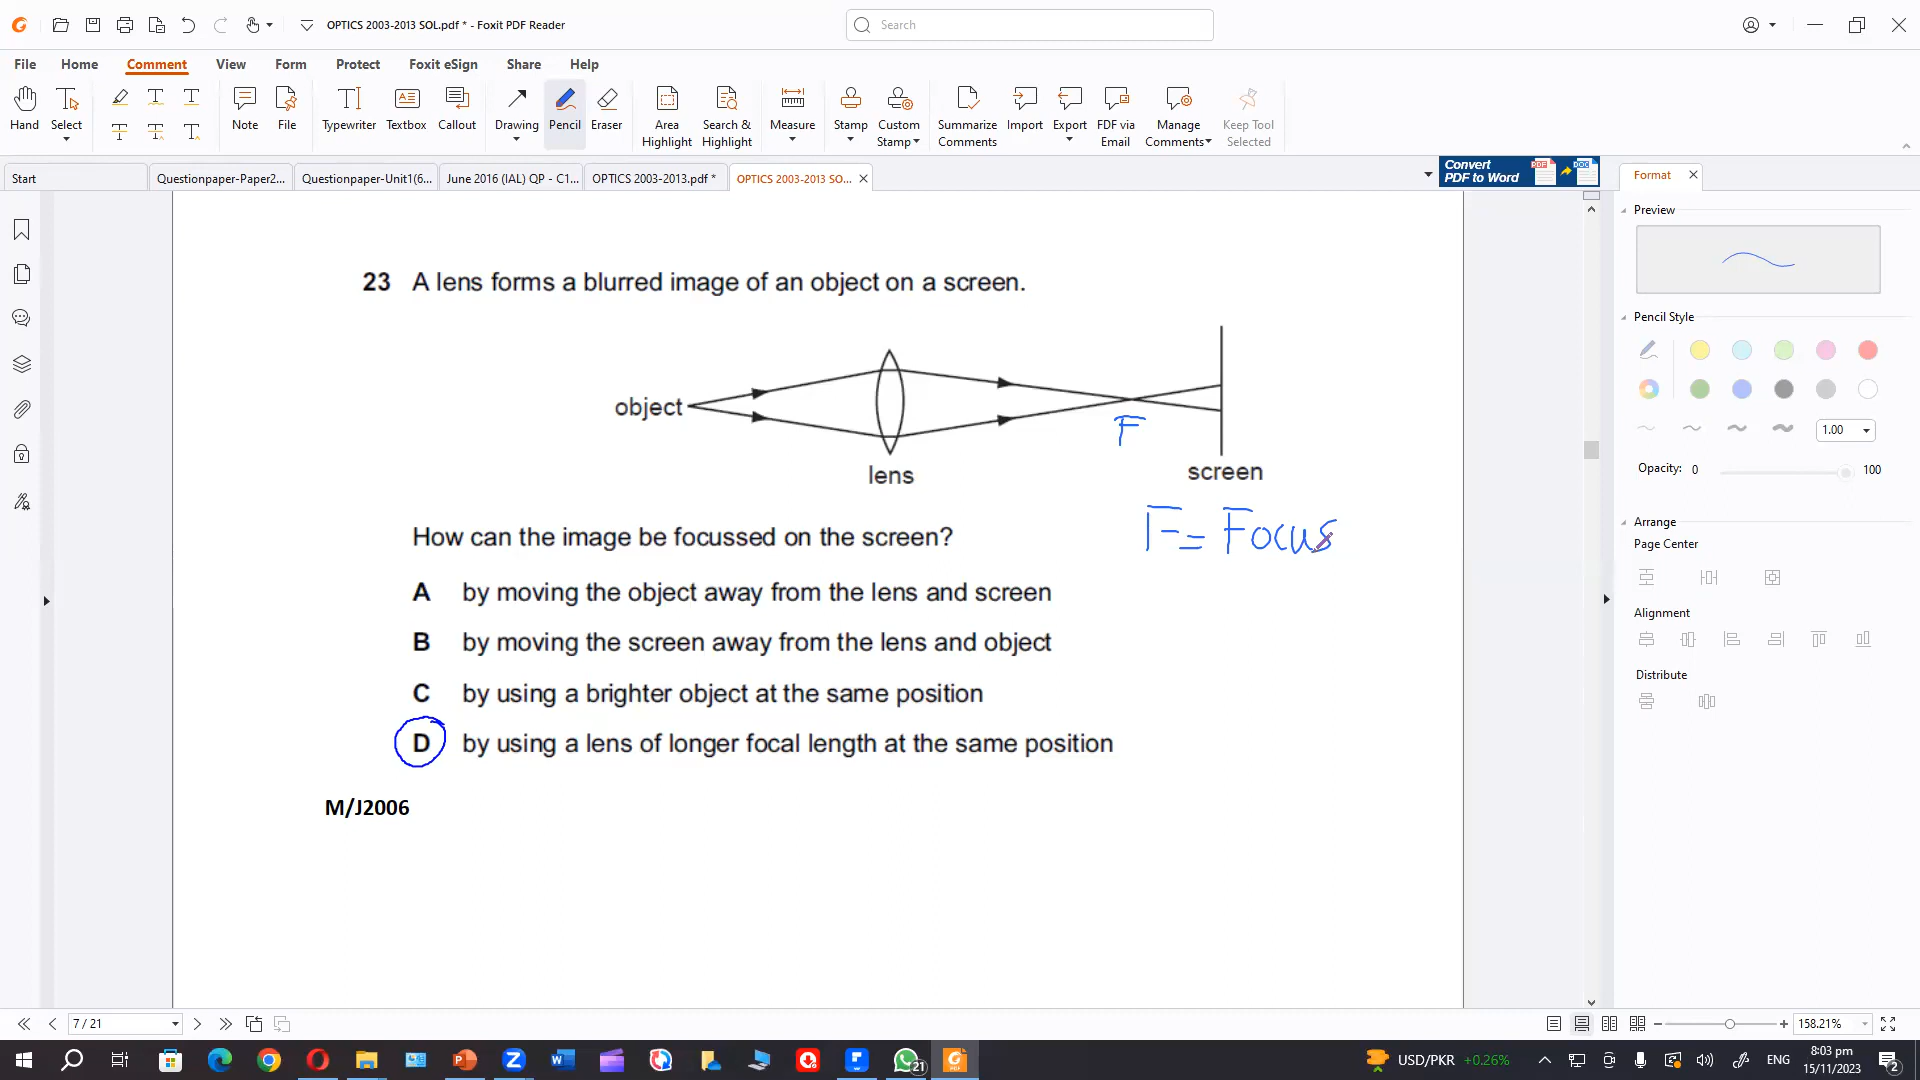 OPTICS 2003-2013 SOL.pdf * - Foxit PDF Reader
Search
File Home Comment View Form Protect Foxit eSign Share Help
Hand Select Note File Typewriter Textbox Callout Drawing Pencil Eraser Area Highlight Search & Highlight Measure Stamp Custom Stamp Summarize Comments Import Export FDF via Email Manage Comments Keep Tool Selected
Start Questionpaper-Paper2... Questionpaper-Unit1(6... June 2016 (IAL) QP - C1... OPTICS 2003-2013.pdf * OPTICS 2003-2013 SO...
Convert
PDF to Word
Format
Preview
Pencil Style
1.00
Opacity: 0 100
Arrange
Page Center
Alignment
Distribute
23 A lens forms a blurred image of an object on a screen.
object
F
lens
screen
F= Focus
How can the image be focussed on the screen?
A by moving the object away from the lens and screen
B by moving the screen away from the lens and object
C by using a brighter object at the same position
D by using a lens of longer focal length at the same position
M/J2006
7 / 21
158.21%
USD/PKR +0.26%
ENG
8:03 pm
15/11/2023
21
2